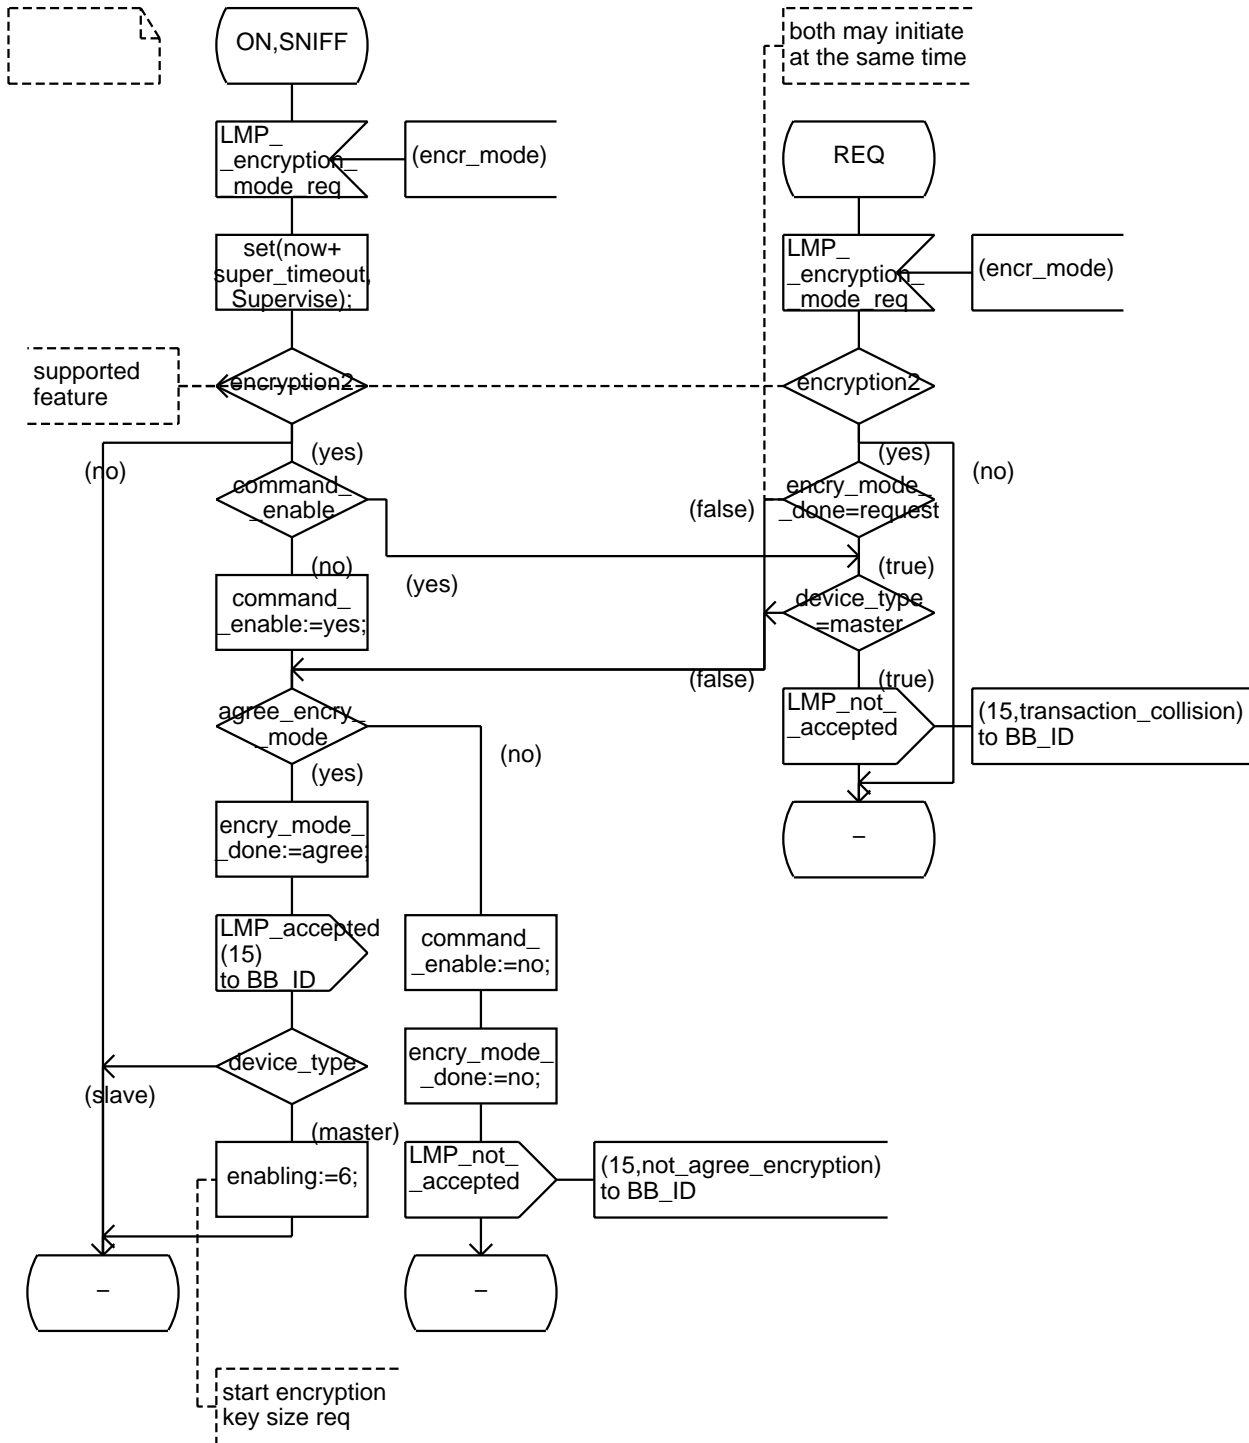 both may initiate
at the same time
ON,SNIFF
LMP_
_encryption_
_mode_req
(encr_mode)
REQ
set(now+
super_timeout,
Supervise);
LMP_
_encryption_
_mode_req
(encr_mode)
supported
feature
encryption2
encryption2
(no)
(yes)
(yes)
(no)
command_
_enable
(false)
encry_mode_
_done=request
(no)
(yes)
(true)
command_
_enable:=yes;
device_type
=master
(false)
(true)
agree_encry_
_mode
LMP_not_
_accepted
(15,transaction_collision)
to BB_ID
(yes)
(no)
encry_mode_
_done:=agree;
–
LMP_accepted
(15)
to BB_ID
command_
_enable:=no;
device_type
encry_mode_
_done:=no;
(slave)
(master)
enabling:=6;
LMP_not_
_accepted
(15,not_agree_encryption)
to BB_ID
–
–
start encryption
key size req